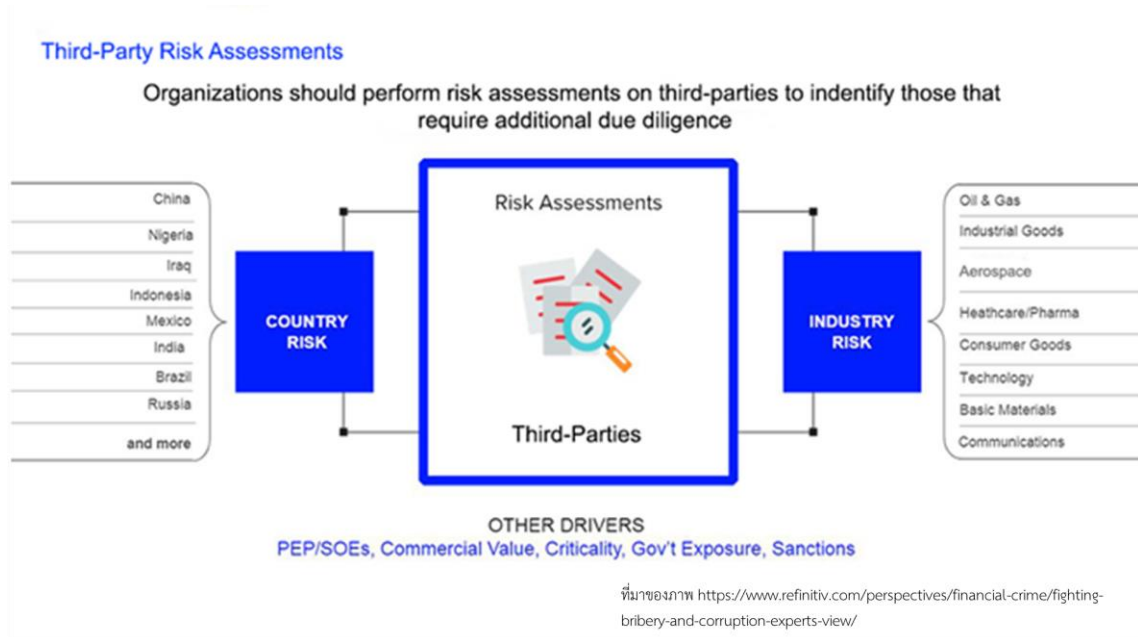 Third-Party Risk Assessments
Organizations should perform risk assessments on third-parties to indentify those that
require additional due diligence
China
Nigeria
Iraq
Indonesia
Mexico
India
Brazil
Russia
and more
COUNTRY
RISK
Risk Assessments
Third-Parties
INDUSTRY
RISK
Oil & Gas
Industrial Goods
Aerospace
Heathcare/Pharma
Consumer Goods
Technology
Basic Materials
Communications
OTHER DRIVERS
PEP/SOEs, Commercial Value, Criticality, Gov't Exposure, Sanctions
ที่มาของภาพ https://www.refinitiv.com/perspectives/financial-crime/fighting-
bribery-and-corruption-experts-view/